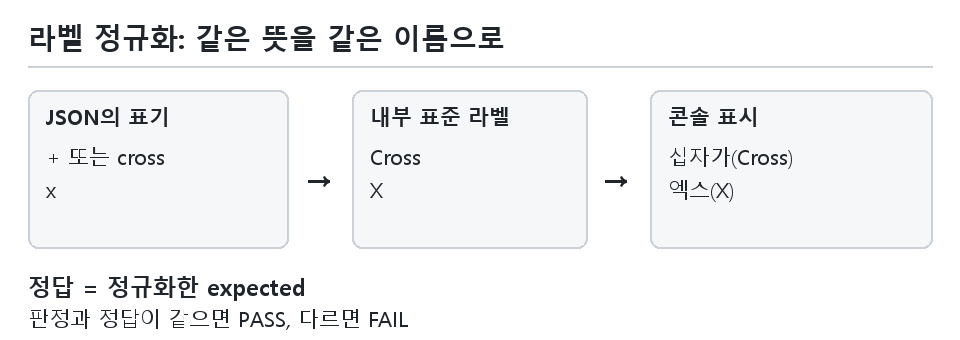 라벨 정규화: 같은 뜻을 같은 이름으로
JSON의 표기
+ 또는 cross
x
→
내부 표준 라벨
Cross
X
→
콘솔 표시
십자가(Cross)
엑스(X)
정답 = 정규화한 expected
판정과 정답이 같으면 PASS, 다르면 FAIL